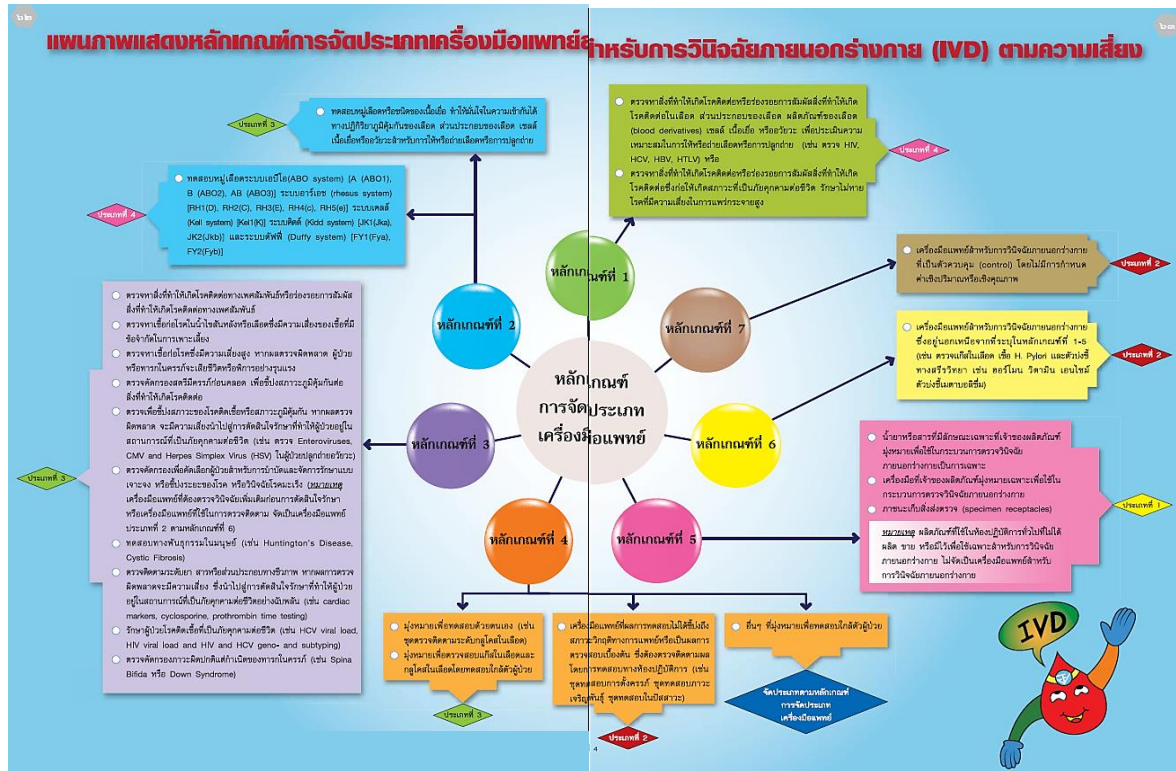 ๖๒
๖๓
แผนภาพแสดงหลักเกณฑ์การจัดประเภทเครื่องมือแพทย์สำหรับการวินิจฉัยภายนอกร่างกาย (IVD) ตามความเสี่ยง
ทดสอบหมู่เลือดหรือชนิดของเนื้อเยื่อ ทำให้มั่นใจในความเข้ากันได้
ทางปฏิกิริยาภูมิคุ้มกันของเลือด ส่วนประกอบของเลือด เซลล์
เนื้อเยื่อหรืออวัยวะสำหรับการให้หรือถ่ายเลือดหรือการปลูกถ่าย
ประเภทที่ 3
ทดสอบหมู่เลือดระบบเอบีโอ(ABO system) [A (ABO1),
B (ABO2), AB (ABO3)] ระบบอาร์เอช (rhesus system)
[RH1(D), RH2(C), RH3(E), RH4(c), RH5(e)] ระบบเคลล์
(Kell system) [Kel1(K)] ระบบคิดด์ (Kidd system) [JK1(Jka),
JK2(Jkb)] และระบบดัฟฟี่ (Duffy system) [FY1(Fya),
FY2(Fyb)]
ประเภทที่ 4
ตรวจหาสิ่งที่ทำให้เกิดโรคติดต่อหรือร่องรอยการสัมผัสสิ่งที่ทำให้เกิด
โรคติดต่อในเลือด ส่วนประกอบของเลือด ผลิตภัณฑ์ของเลือด
(blood derivatives) เซลล์ เนื้อเยื่อ หรืออวัยวะ เพื่อประเมินความ
เหมาะสมในการให้หรือถ่ายเลือดหรือการปลูกถ่าย (เช่น ตรวจ HIV,
HCV, HBV, HTLV) หรือ
ตรวจหาสิ่งที่ทำให้เกิดโรคติดต่อหรือร่องรอยการสัมผัสสิ่งที่ทำให้เกิด
โรคติดต่อซึ่งก่อให้เกิดสภาวะที่เป็นภัยคุกคามต่อชีวิต รักษาไม่หาย
โรคที่มีความเสี่ยงในการแพร่กระจายสูง
ประเภทที่ 4
เครื่องมือแพทย์สำหรับการวินิจฉัยภายนอกร่างกาย
ที่เป็นตัวควบคุม (control) โดยไม่มีการกำหนด
ค่าเชิงปริมาณหรือเชิงคุณภาพ
ประเภทที่ 2
เครื่องมือแพทย์สำหรับการวินิจฉัยภายนอกร่างกาย
ซึ่งอยู่นอกเหนือจากที่ระบุในหลักเกณฑ์ที่ 1-5
(เช่น ตรวจแก๊สในเลือด เชื้อ H. Pylori และตัวบ่งชี้
ทางสรีรวิทยา เช่น ฮอร์โมน วิตามิน เอนไซม์
ตัวบ่งชี้เมตาบอลิซึ่ม)
ประเภทที่ 2
น้ำยาหรือสารที่มีลักษณะเฉพาะที่เจ้าของผลิตภัณฑ์
มุ่งหมายเพื่อใช้ในกระบวนการตรวจวินิจฉัย
ภายนอกร่างกายเป็นการเฉพาะ
เครื่องมือที่เจ้าของผลิตภัณฑ์มุ่งหมายเฉพาะเพื่อใช้ใน
กระบวนการตรวจวินิจฉัยภายนอกร่างกาย
ภาชนะเก็บสิ่งส่งตรวจ (specimen receptacles)
หมายเหตุ ผลิตภัณฑ์ที่ใช้ในห้องปฏิบัติการทั่วไปที่ไม่ได้
ผลิต ขาย หรือมีไว้เพื่อใช้เฉพาะสำหรับการวินิจฉัย
ภายนอกร่างกาย ไม่จัดเป็นเครื่องมือแพทย์สำหรับ
การวินิจฉัยภายนอกร่างกาย
ประเภทที่ 1
หลักเกณฑ์ที่ 1
หลักเกณฑ์ที่ 2
หลักเกณฑ์ที่ 7
หลักเกณฑ์
การจัดประเภท
เครื่องมือแพทย์
หลักเกณฑ์ที่ 3
หลักเกณฑ์ที่ 6
หลักเกณฑ์ที่ 4
หลักเกณฑ์ที่ 5
ตรวจหาสิ่งที่ทำให้เกิดโรคติดต่อทางเพศสัมพันธ์หรือร่องรอยการสัมผัส
สิ่งที่ทำให้เกิดโรคติดต่อทางเพศสัมพันธ์
ตรวจหาเชื้อก่อโรคในน้ำไขสันหลังหรือเลือดซึ่งมีความเสี่ยงของเชื้อที่มี
ข้อจำกัดในการเพาะเลี้ยง
ตรวจหาเชื้อก่อโรคซึ่งมีความเสี่ยงสูง หากผลตรวจผิดพลาด ผู้ป่วย
หรือทารกในครรภ์จะเสียชีวิตหรือพิการอย่างรุนแรง
ตรวจคัดกรองสตรีมีครรภ์ก่อนคลอด เพื่อชี้บ่งสภาวะภูมิคุ้มกันต่อ
สิ่งที่ทำให้เกิดโรคติดต่อ
ตรวจเพื่อชี้บ่งสภาวะของโรคติดเชื้อหรือสภาวะภูมิคุ้มกัน หากผลตรวจ
ผิดพลาด จะมีความเสี่ยงนำไปสู่การตัดสินใจรักษาที่ทำให้ผู้ป่วยอยู่ใน
สถานการณ์ที่เป็นภัยคุกคามต่อชีวิต (เช่น ตรวจ Enteroviruses,
CMV and Herpes Simplex Virus (HSV) ในผู้ป่วยปลูกถ่ายอวัยวะ)
ตรวจคัดกรองเพื่อคัดเลือกผู้ป่วยสำหรับการบำบัดและจัดการรักษาแบบ
เจาะจง หรือชี้บ่งระยะของโรค หรือวินิจฉัยโรคมะเร็ง (หมายเหตุ
เครื่องมือแพทย์ที่ต้องตรวจวินิจฉัยเพิ่มเติมก่อนการตัดสินใจรักษา
หรือเครื่องมือแพทย์ที่ใช้ในการตรวจติดตาม จัดเป็นเครื่องมือแพทย์
ประเภทที่ 2 ตามหลักเกณฑ์ที่ 6)
ทดสอบทางพันธุกรรมในมนุษย์ (เช่น Huntington's Disease,
Cystic Fibrosis)
ตรวจติดตามระดับยา สารหรือส่วนประกอบทางชีวภาพ หากผลการตรวจ
ผิดพลาดจะมีความเสี่ยง ซึ่งนำไปสู่การตัดสินใจรักษาที่ทำให้ผู้ป่วย
อยู่ในสถานการณ์ที่เป็นภัยคุกคามต่อชีวิตอย่างฉับพลัน (เช่น cardiac
markers, cyclosporine, prothrombin time testing)
รักษาผู้ป่วยโรคติดเชื้อที่เป็นภัยคุกคามต่อชีวิต (เช่น HCV viral load,
HIV viral load and HIV and HCV geno- and subtyping)
ตรวจคัดกรองภาวะผิดปกติแต่กำเนิดของทารกในครรภ์ (เช่น Spina
Bifida หรือ Down Syndrome)
ประเภทที่ 3
มุ่งหมายเพื่อทดสอบด้วยตนเอง (เช่น
ชุดตรวจติดตามระดับกลูโคสในเลือด)
มุ่งหมายเพื่อตรวจสอบแก๊สในเลือดและ
กลูโคสในเลือดโดยทดสอบใกล้ตัวผู้ป่วย
ประเภทที่ 3
เครื่องมือแพทย์ที่ผลการทดสอบไม่ได้ชี้บ่งถึง
สภาวะวิกฤติทางการแพทย์หรือเป็นผลการ
ตรวจสอบเบื้องต้น ซึ่งต้องตรวจติดตามผล
โดยการทดสอบทางห้องปฏิบัติการ (เช่น
ชุดทดสอบการตั้งครรภ์ ชุดทดสอบภาวะ
เจริญพันธุ์ ชุดทดสอบในปัสสาวะ)
ประเภทที่ 2
อื่นๆ ที่มุ่งหมายเพื่อทดสอบใกล้ตัวผู้ป่วย
จัดประเภทตามหลักเกณฑ์
การจัดประเภท
เครื่องมือแพทย์
IVD
4